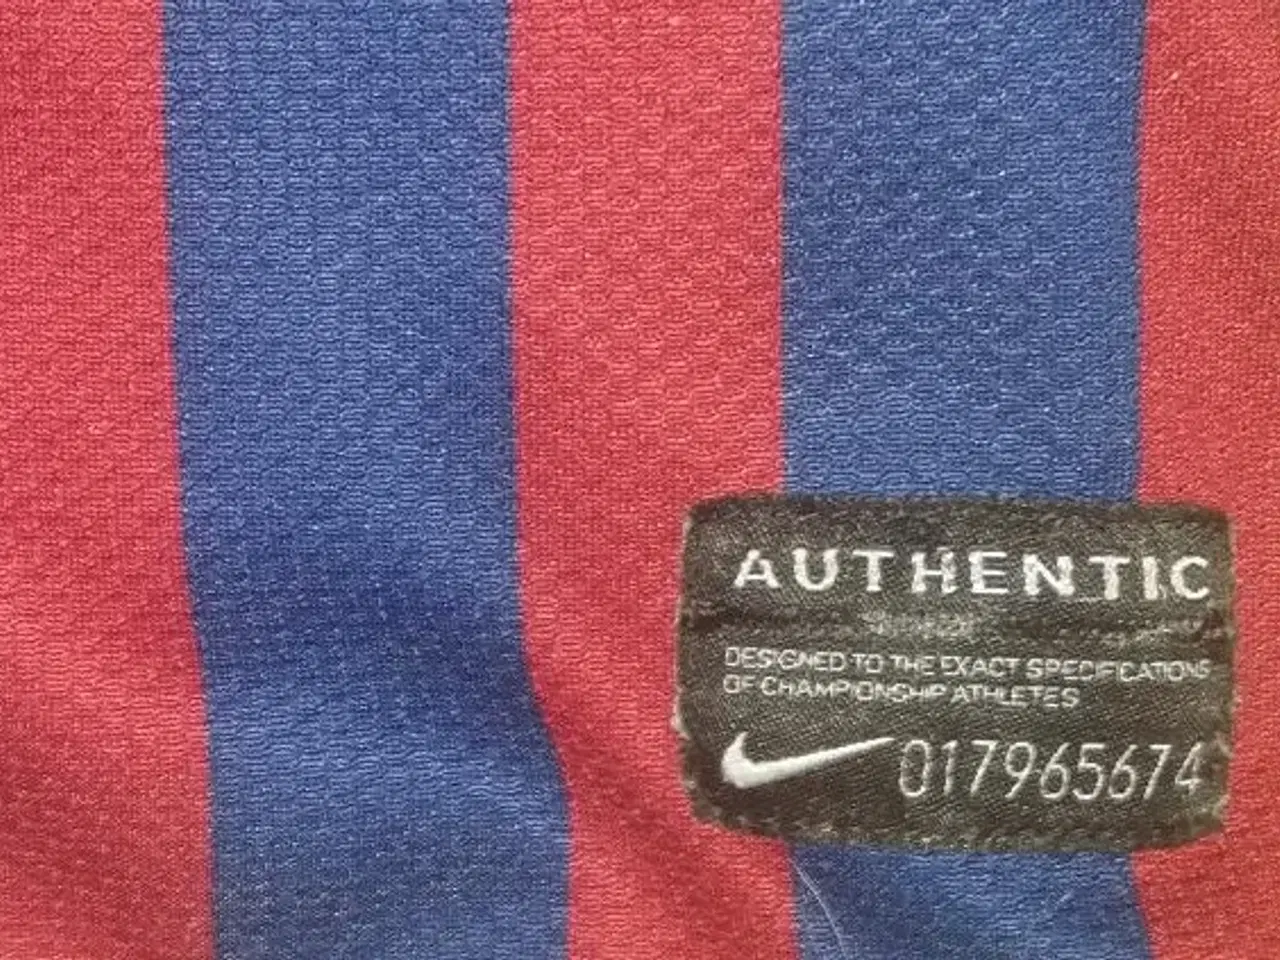 AUTHENTIC
DESIGNED TO THE EXACT SPECIFICATIONS
OF CHAMPIONSHIP ATHLETES
017965674